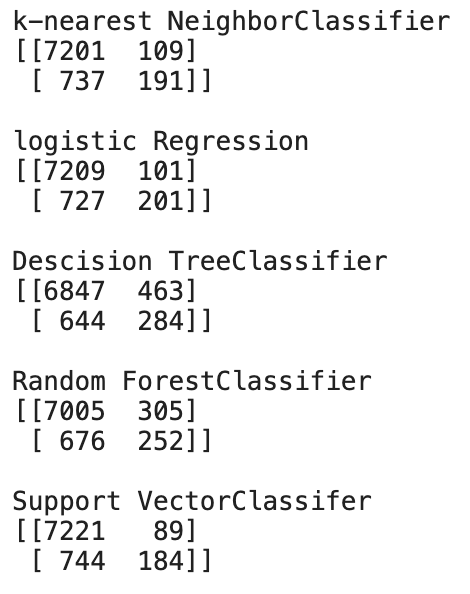 k-nearest NeighborClassifier
[[7201 109]
[ 737 191]]
logistic Regression
[[7209 101]
[ 727 201]]
Descision TreeClassifier
[[6847 463]
[ 644 284]]
Random ForestClassifier
[[7005 305]
[ 676 252]]
Support VectorClassifer
[[7221 89]
[ 744 184]]